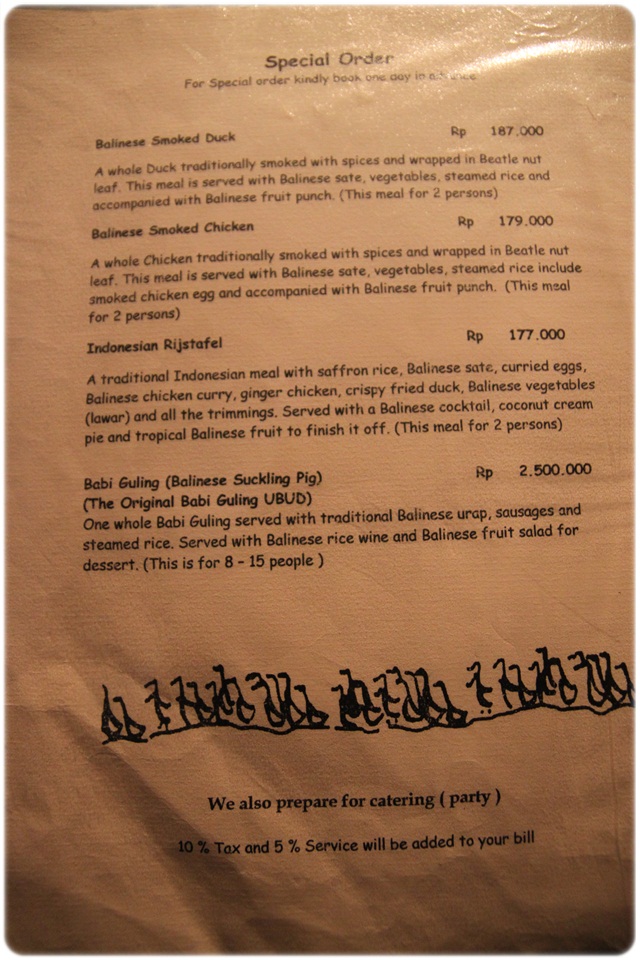 Special Order
For Special order kindly book one day in advance
Balinese Smoked Duck Rp 187.000
A whole Duck traditionally smoked with spices and wrapped in Beatle nut
leaf. This meal is served with Balinese sate, vegetables, steamed rice and
accompanied with Balinese fruit punch. (This meal for 2 persons)
Balinese Smoked Chicken Rp 179.000
A whole Chicken traditionally smoked with spices and wrapped in Beatle nut
leaf. This meal is served with Balinese sate, vegetables, steamed rice include
smoked chicken egg and accompanied with Balinese fruit punch. (This meal
for 2 persons)
Indonesian Rijstafel Rp 177.000
A traditional Indonesian meal with saffron rice, Balinese sate, curried eggs,
Balinese chicken curry, ginger chicken, crispy fried duck, Balinese vegetables
(lawar) and all the trimmings. Served with a Balinese cocktail, coconut cream
pie and tropical Balinese fruit to finish it off. (This meal for 2 persons)
Babi Guling (Balinese Suckling Pig) Rp 2.500.000
(The Original Babi Guling UBUD)
One whole Babi Guling served with traditional Balinese urap, sausages and
steamed rice. Served with Balinese rice wine and Balinese fruit salad for
dessert. (This is for 8 - 15 people )
We also prepare for catering ( party )
10 % Tax and 5 % Service will be added to your bill